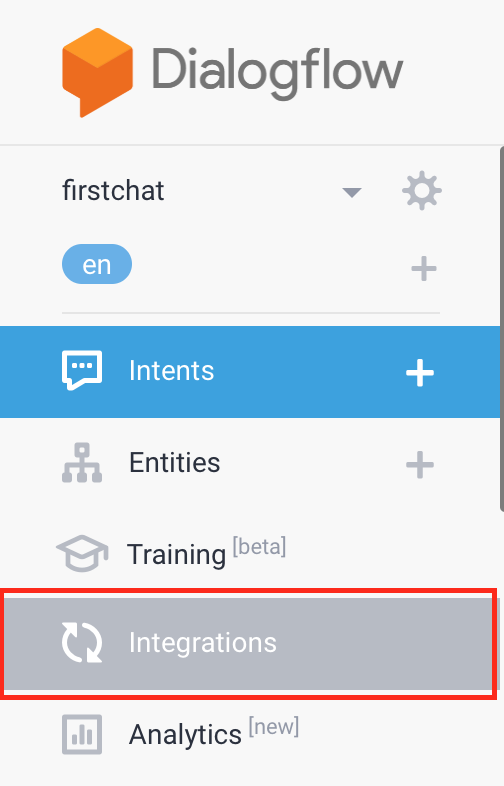 Dialogflow
firstchat
en
Intents
Entities
Training [beta]
Integrations
Analytics [new]